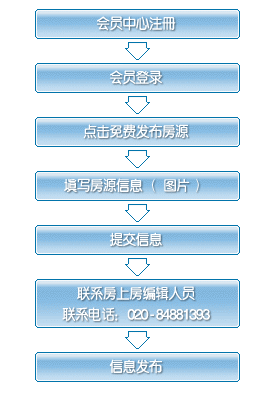 会员中心注册
会员登录
点击免费发布房源
填写房源信息（图片）
提交信息
联系房上房编辑人员
联系电话：020-84881393
信息发布